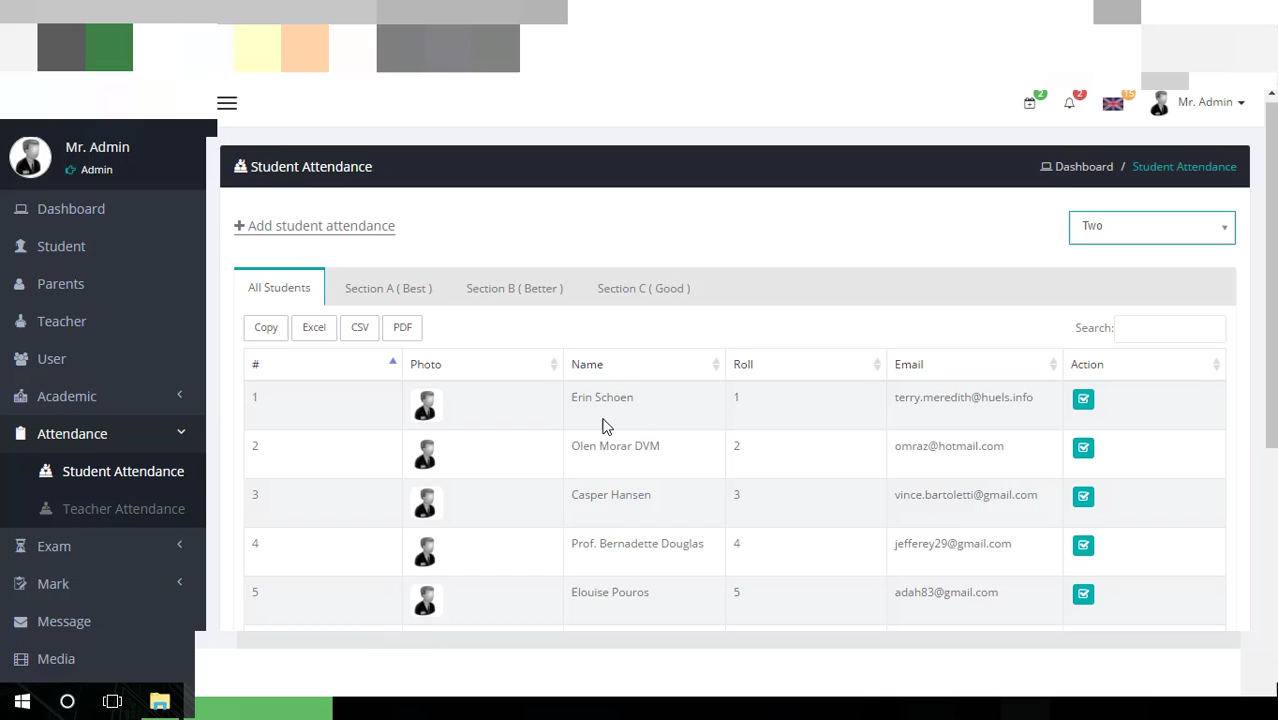 2 2 15 Mr. Admin
Mr. Admin
Admin
Dashboard
Student
Parents
Teacher
User
Academic
Attendance
Student Attendance
Teacher Attendance
Exam
Mark
Message
Media
Student Attendance Dashboard / Student Attendance
+ Add student attendance Two
All Students Section A ( Best ) Section B ( Better ) Section C ( Good )
Copy Excel CSV PDF Search:
# Photo Name Roll Email Action
1 Erin Schoen 1 terry.meredith@huels.info
2 Olen Morar DVM 2 omraz@hotmail.com
3 Casper Hansen 3 vince.bartoletti@gmail.com
4 Prof. Bernadette Douglas 4 jefferey29@gmail.com
5 Elouise Pouros 5 adah83@gmail.com